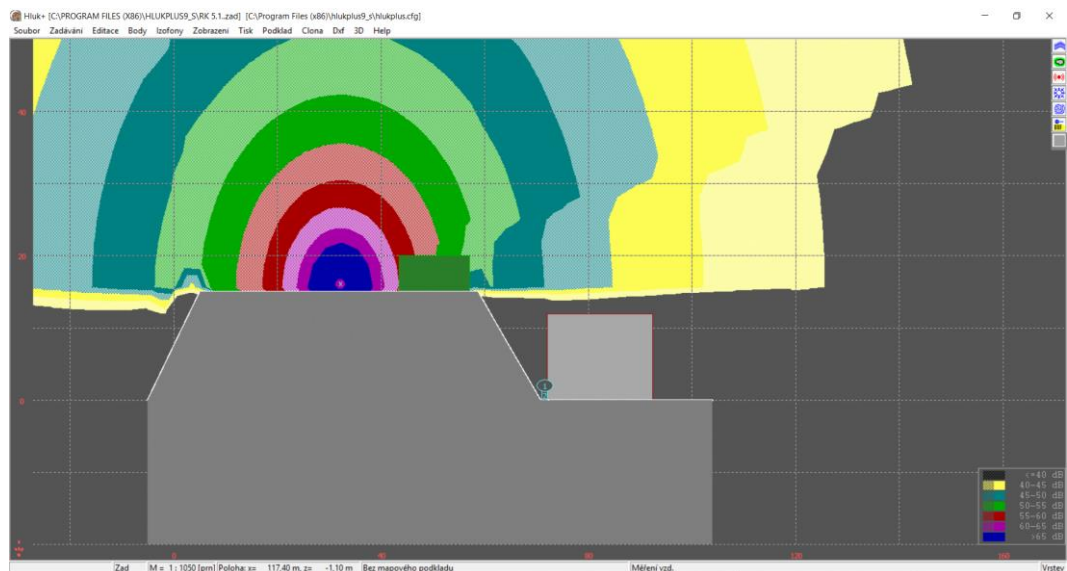 Hluk+ [C:\PROGRAM FILES (X86)\HLUKPLUS9_S\RK 5.1..zad] [C:\Program Files (x86)\hlukplus9_s\hlukplus.cfg]
Soubor Zadávání Editace Body Izofony Zobrazení Tisk Podklad Clona Dxf 3D Help
40
20
0
1
<=40 dB
40-45 dB
45-50 dB
50-55 dB
55-60 dB
60-65 dB
>65 dB
0 40 80 120 160
Zad M = 1 : 1050 [prn] Poloha: x= 117.40 m, z= -1.10 m Bez mapového podkladu Měření vzd. Vrstev